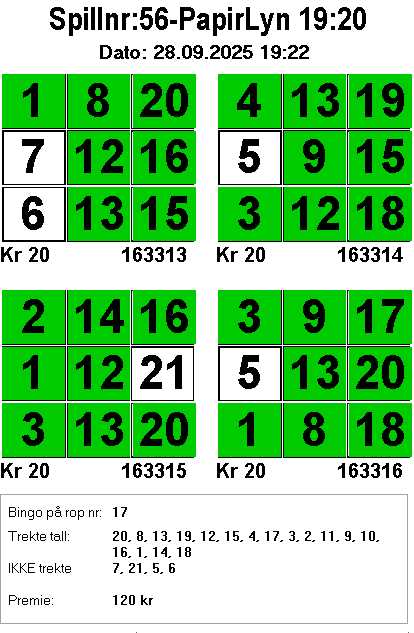 Spillnr:56-PapirLyn 19:20
Dato: 28.09.2025 19:22
1 8 20 4 13 19
7 12 16 5 9 15
6 13 15 3 12 18
Kr 20 163313 Kr 20 163314
2 14 16 3 9 17
1 12 21 5 13 20
3 13 20 1 8 18
Kr 20 163315 Kr 20 163316
Bingo på rop nr: 17
Trekte tall: 20, 8, 13, 19, 12, 15, 4, 17, 3, 2, 11, 9, 10,
16, 1, 14, 18
IKKE trekte 7, 21, 5, 6
Premie: 120 kr